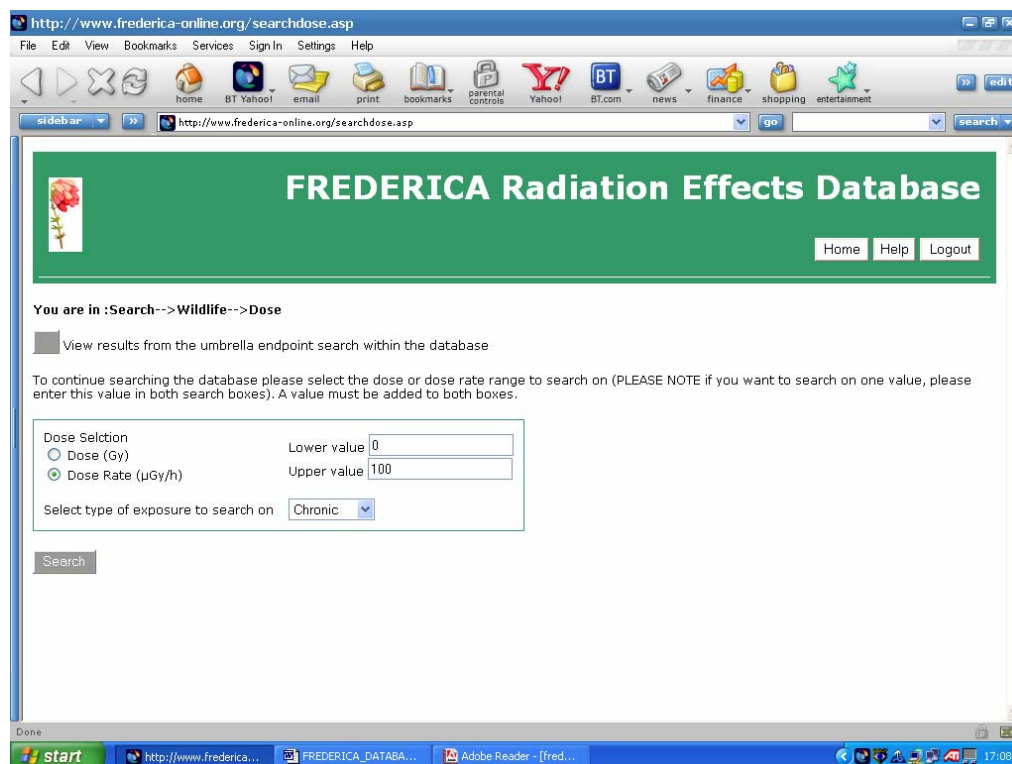 http://www.frederica-online.org/searchdose.asp
File Edit View Bookmarks Services Sign In Settings Help
home BT Yahoo! email print bookmarks parental controls Yahoo! BT.com news finance shopping entertainment edit
sidebar http://www.frederica-online.org/searchdose.asp go search
FREDERICA Radiation Effects Database
Home Help Logout
You are in :Search-->Wildlife-->Dose
View results from the umbrella endpoint search within the database
To continue searching the database please select the dose or dose rate range to search on (PLEASE NOTE if you want to search on one value, please
enter this value in both search boxes). A value must be added to both boxes.
Dose Selction
Dose (Gy)
Dose Rate (µGy/h)
Lower value 0
Upper value 100
Select type of exposure to search on Chronic
Search
Done
start http://www.frederica... FREDERICA_DATABA... Adobe Reader - [fred... 17:08